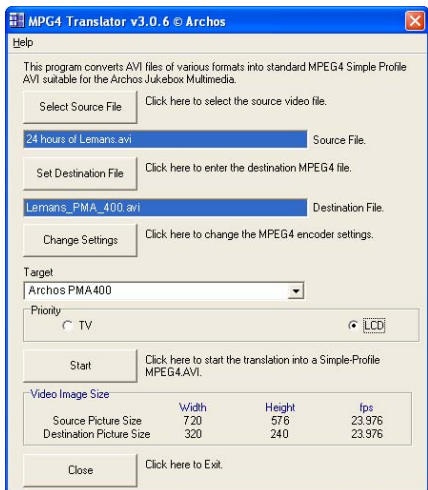 MPG4 Translator v3.0.6 © Archos
Help
This program converts AVI files of various formats into standard MPEG4 Simple Profile
AVI suitable for the Archos Jukebox Multimedia.
Select Source File
Click here to select the source video file.
24 hours of Lemans.avi
Source File.
Set Destination File
Click here to enter the destination MPEG4 file.
Lemans_PMA_400.avi
Destination File.
Change Settings
Click here to change the MPEG4 encoder settings.
Target
Archos PMA400
Priority
TV
LCD
Start
Click here to start the translation into a Simple-Profile
MPEG4.AVI.
Video Image Size
Width Height fps
Source Picture Size 720 576 23.976
Destination Picture Size 320 240 23.976
Close
Click here to Exit.